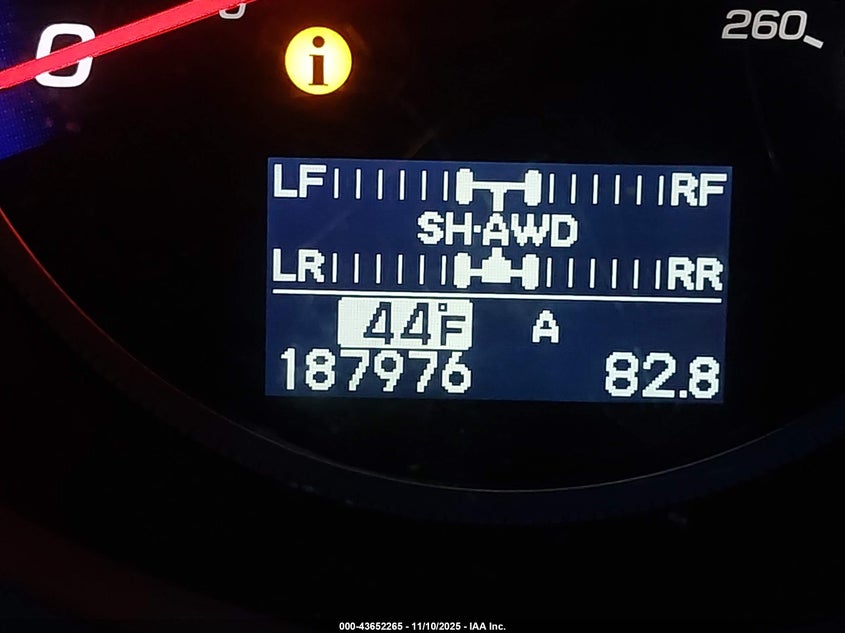 0
260
i
LF RF
SH·AWD
LR RR
44°F A
187976 82.8
000-43652265 - 11/10/2025 - IAA Inc.